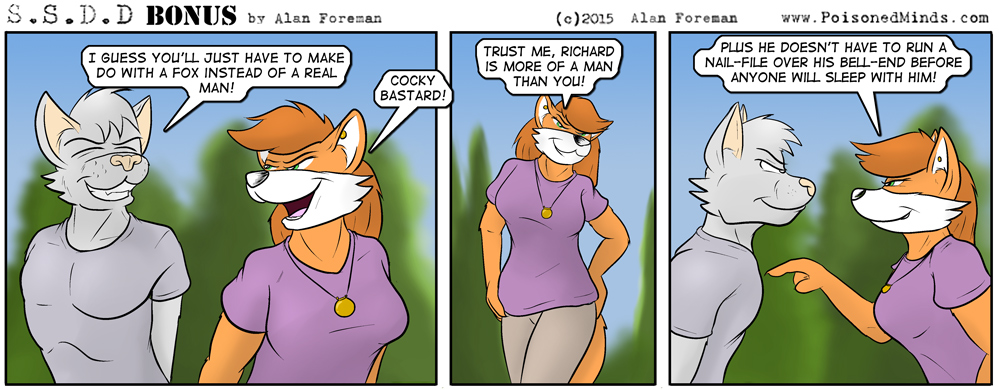 S.S.D.D BONUS by Alan Foreman (c)2015 Alan Foreman www.PoisonedMinds.com
I GUESS YOU'LL JUST HAVE TO MAKE
DO WITH A FOX INSTEAD OF A REAL
MAN!
COCKY
BASTARD!
TRUST ME, RICHARD
IS MORE OF A MAN
THAN YOU!
PLUS HE DOESN'T HAVE TO RUN A
NAIL-FILE OVER HIS BELL-END BEFORE
ANYONE WILL SLEEP WITH HIM!